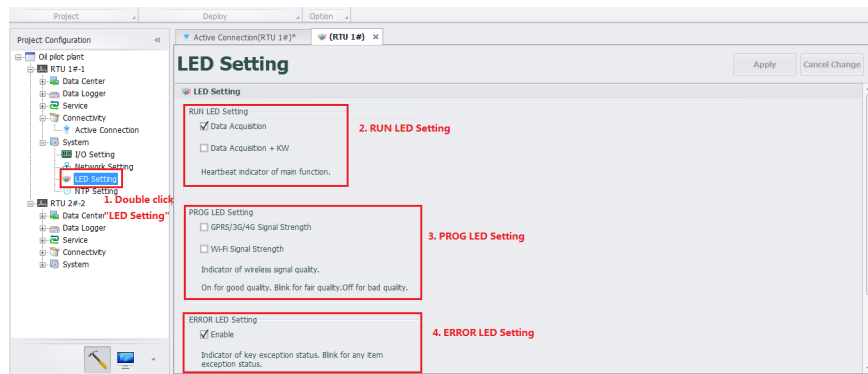 Project
Deploy
Option
Project Configuration
«
Active Connection(RTU 1#)*
(RTU 1#) ×
Oil pilot plant
RTU 1#-1
Data Center
Data Logger
Service
Connectivity
Active Connection
System
I/O Setting
Network Setting
LED Setting
NTP Setting
1. Double click
"LED Setting"
RTU 2#-2
Data Center
Data Logger
Service
Connectivity
System
LED Setting
Apply
Cancel Change
LED Setting
RUN LED Setting
Data Acquisition
2. RUN LED Setting
Data Acquisition + KW
Heartbeat indicator of main function.
PROG LED Setting
GPRS/3G/4G Signal Strength
3. PROG LED Setting
Wi-Fi Signal Strength
Indicator of wireless signal quality.
On for good quality. Blink for fair quality.Off for bad quality.
ERROR LED Setting
Enable
4. ERROR LED Setting
Indicator of key exception status. Blink for any item
exception status.